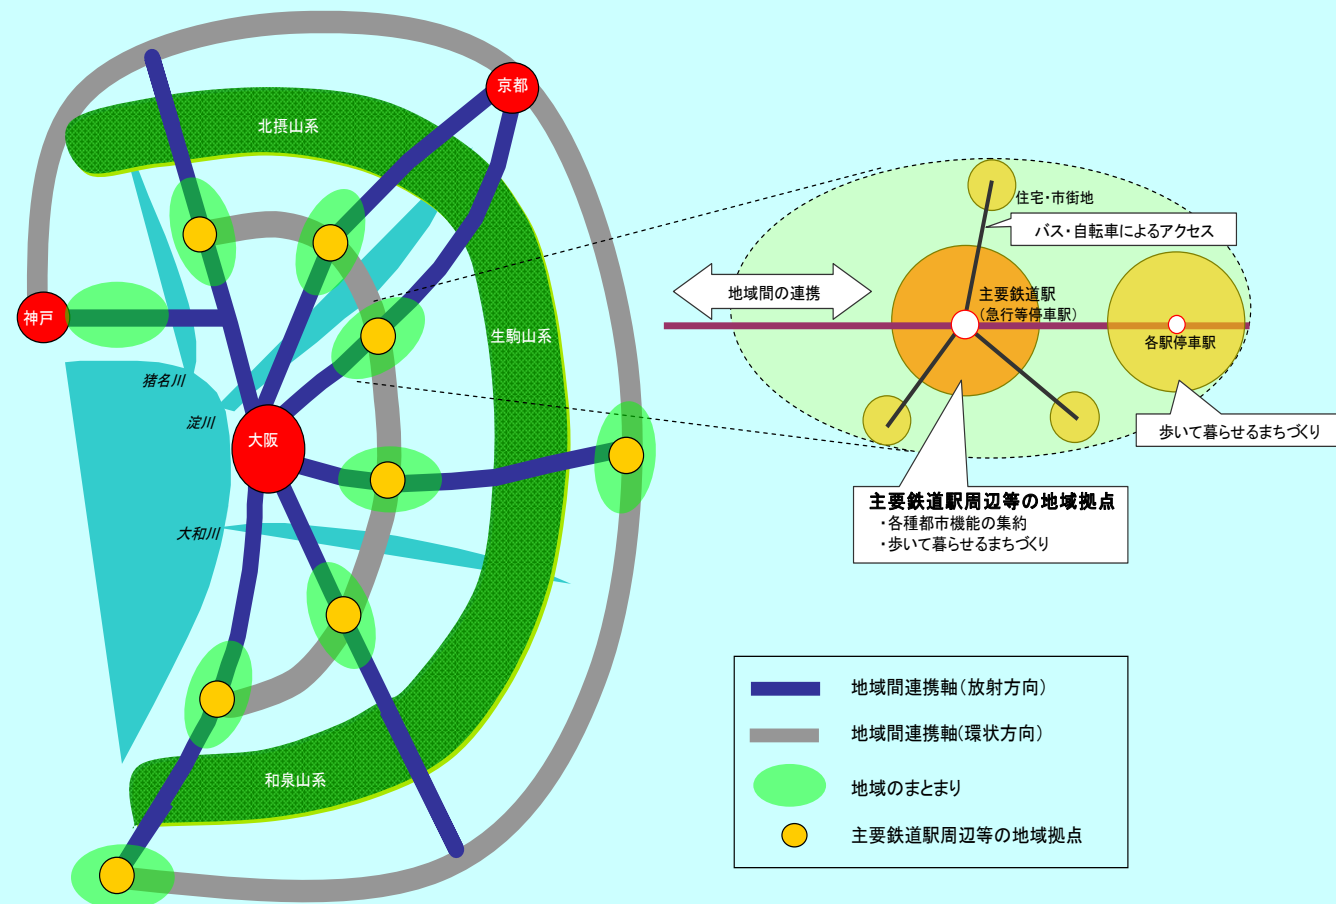 京都
北摂山系
神戸
生駒山系
猪名川
淀川
大阪
大和川
和泉山系
住宅・市街地
バス・自転車によるアクセス
地域間の連携
主要鉄道駅
（急行等停車駅）
各駅停車駅
歩いて暮らせるまちづくり
主要鉄道駅周辺等の地域拠点
・各種都市機能の集約
・歩いて暮らせるまちづくり
地域間連携軸（放射方向）
地域間連携軸（環状方向）
地域のまとまり
主要鉄道駅周辺等の地域拠点